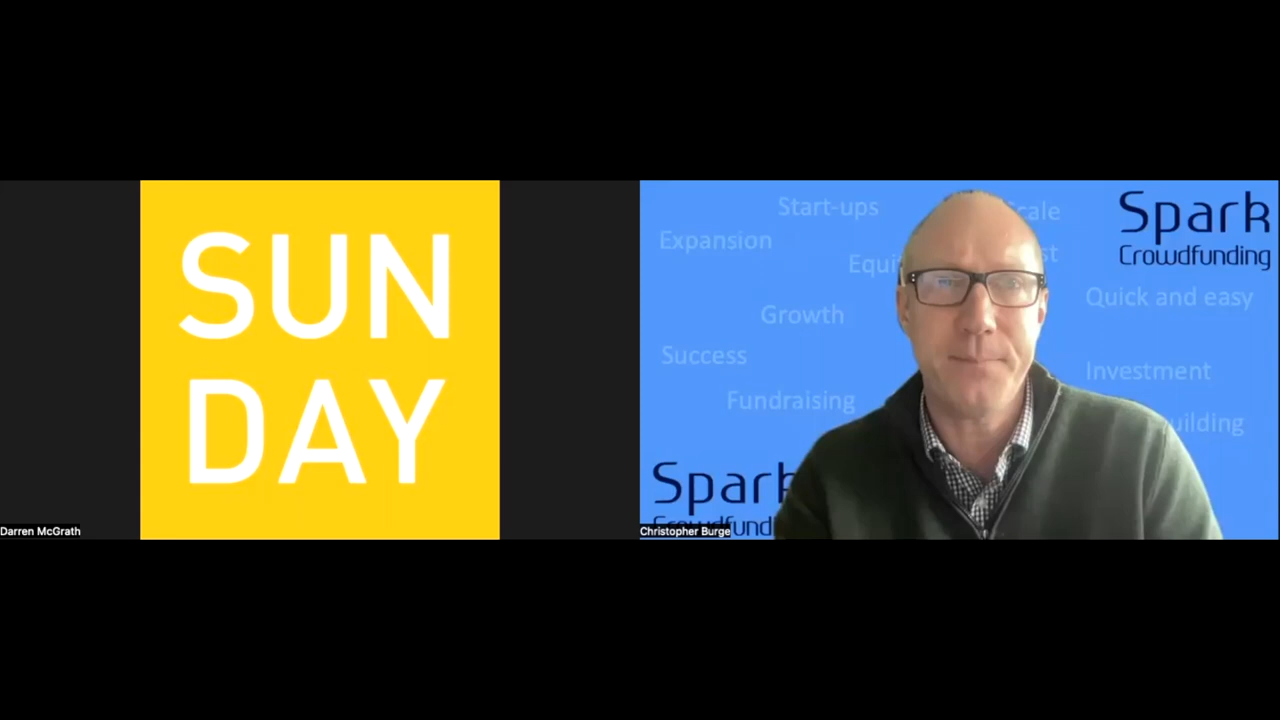 SUN
DAY
Darren McGrath
Start-ups
Expansion
Growth
Success
Fundraising
Spark
Crowdfunding
Quick and easy
Investment
Spark
Christopher Burge